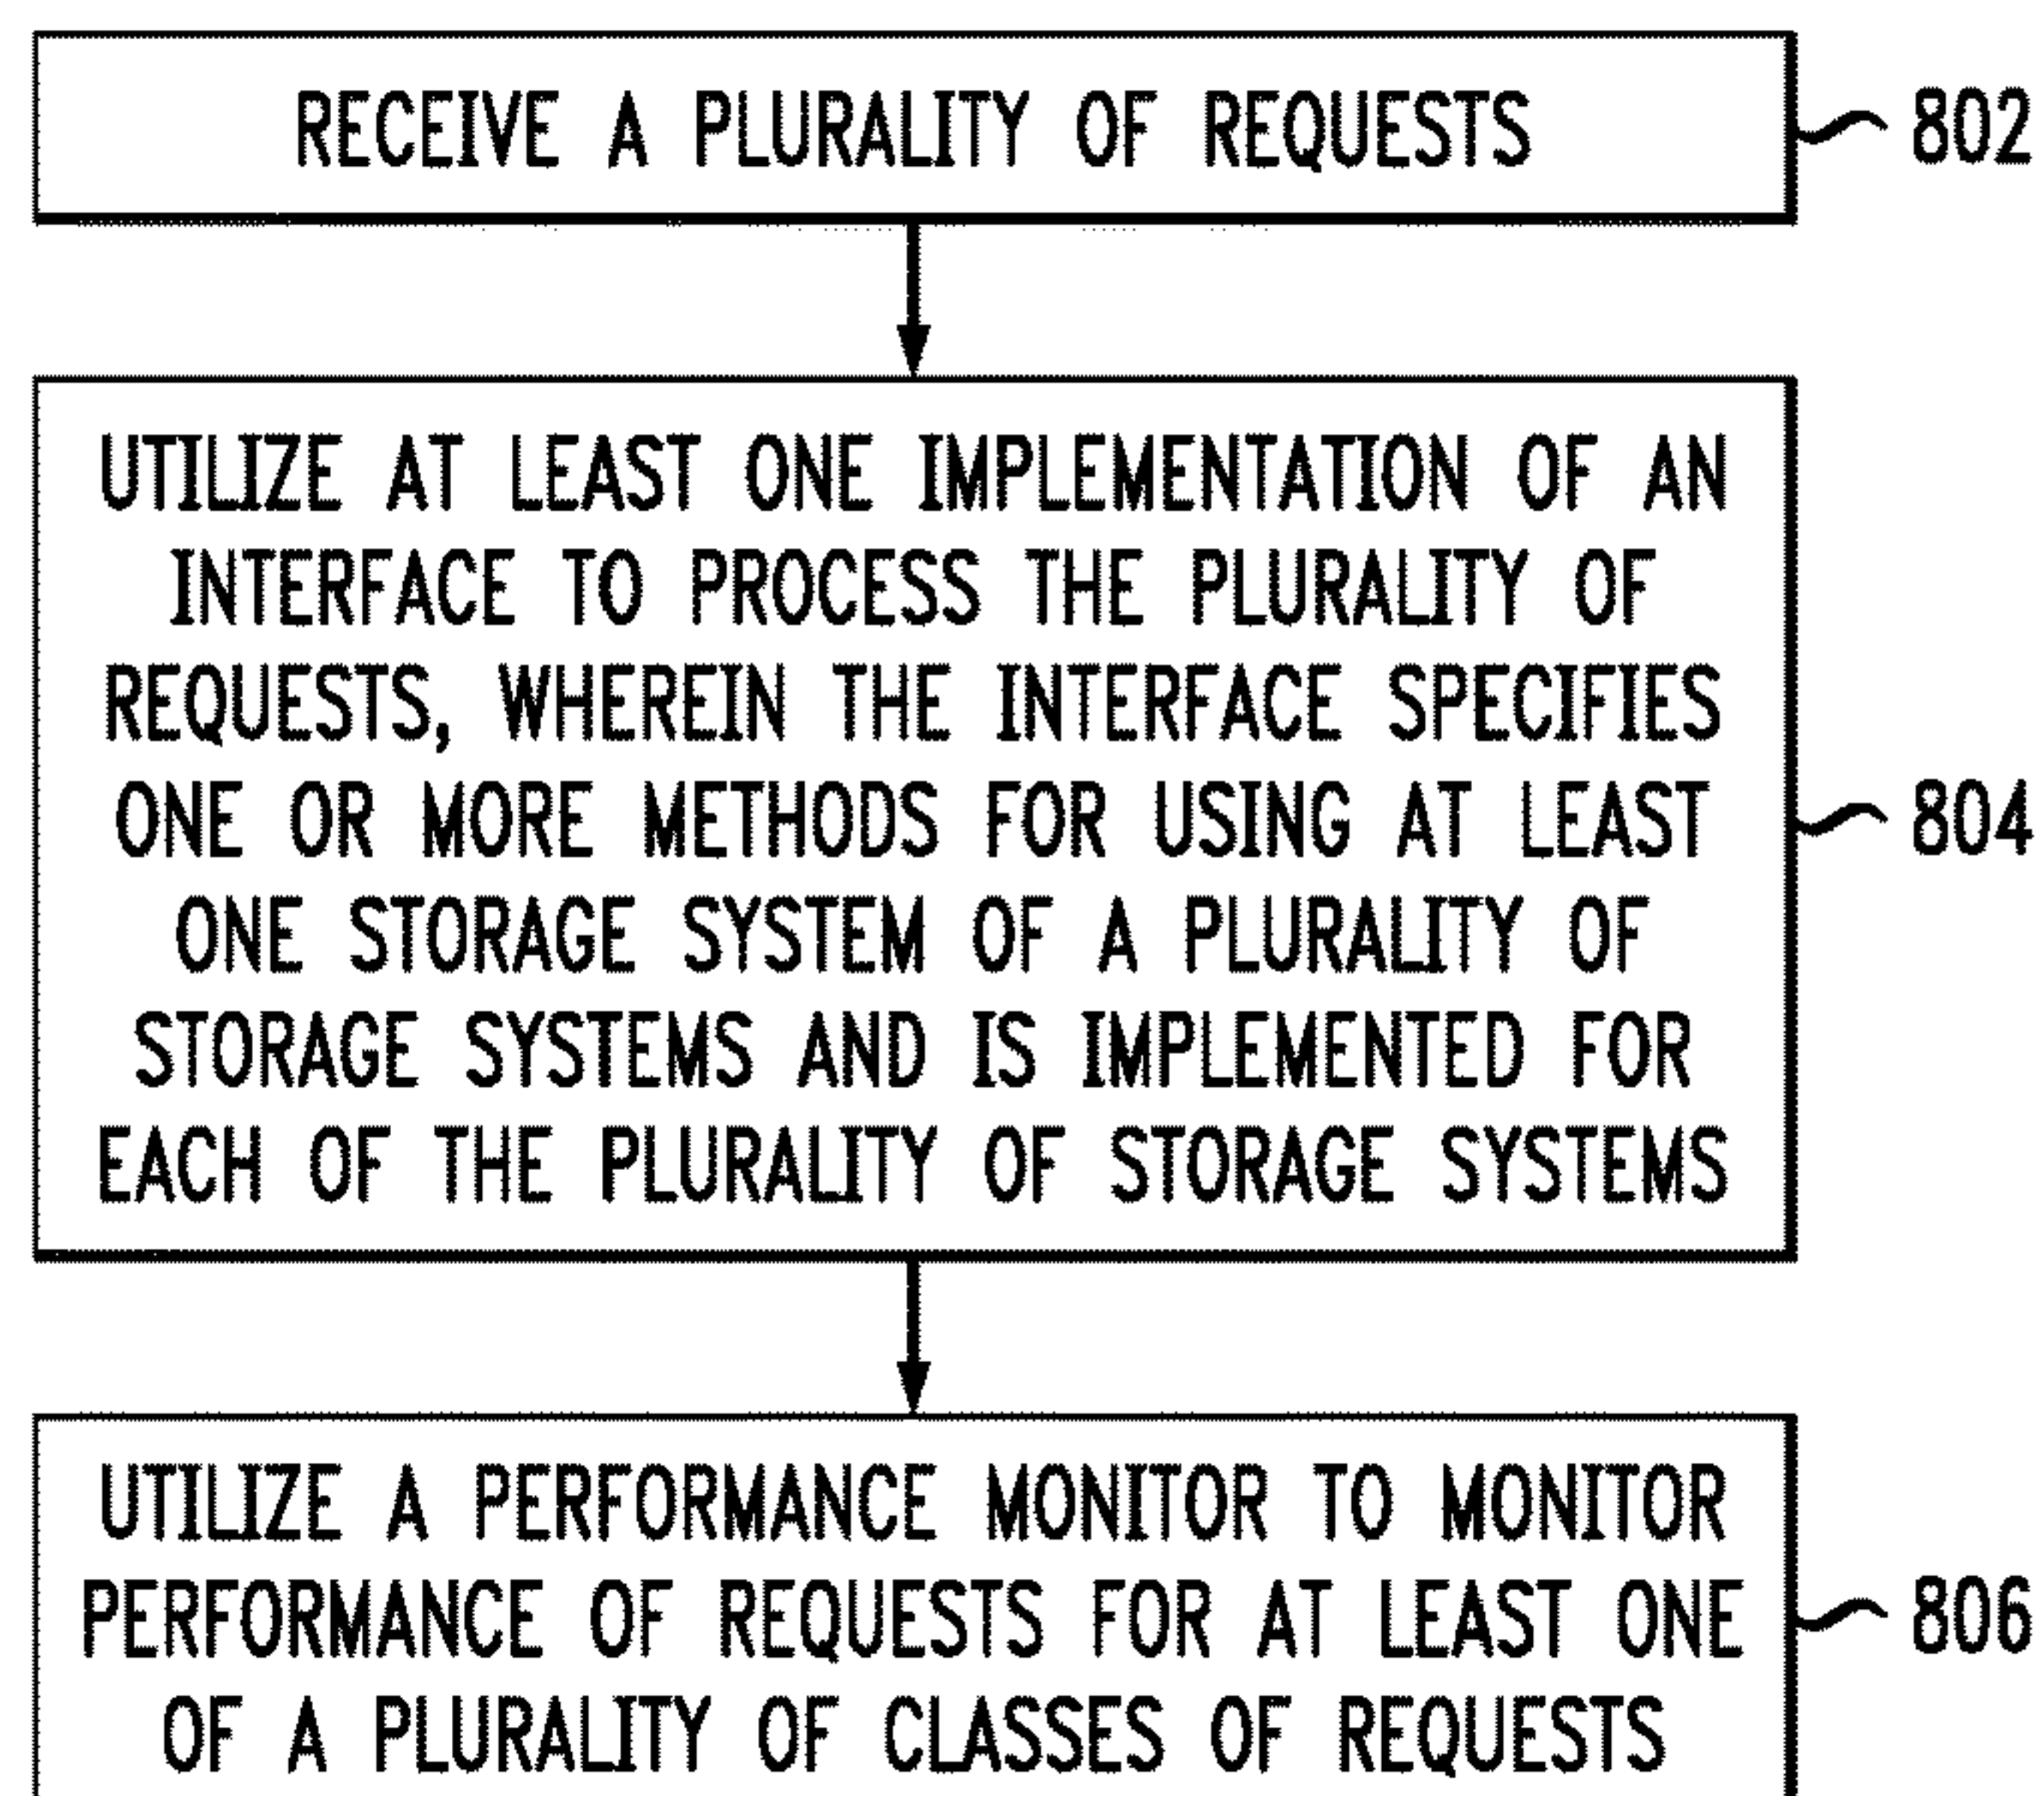 RECEIVE A PLURALITY OF REQUESTS
802
UTILIZE AT LEAST ONE IMPLEMENTATION OF AN
INTERFACE TO PROCESS THE PLURALITY OF
REQUESTS, WHEREIN THE INTERFACE SPECIFIES
ONE OR MORE METHODS FOR USING AT LEAST
ONE STORAGE SYSTEM OF A PLURALITY OF
STORAGE SYSTEMS AND IS IMPLEMENTED FOR
EACH OF THE PLURALITY OF STORAGE SYSTEMS
804
UTILIZE A PERFORMANCE MONITOR TO MONITOR
PERFORMANCE OF REQUESTS FOR AT LEAST ONE
OF A PLURALITY OF CLASSES OF REQUESTS
806